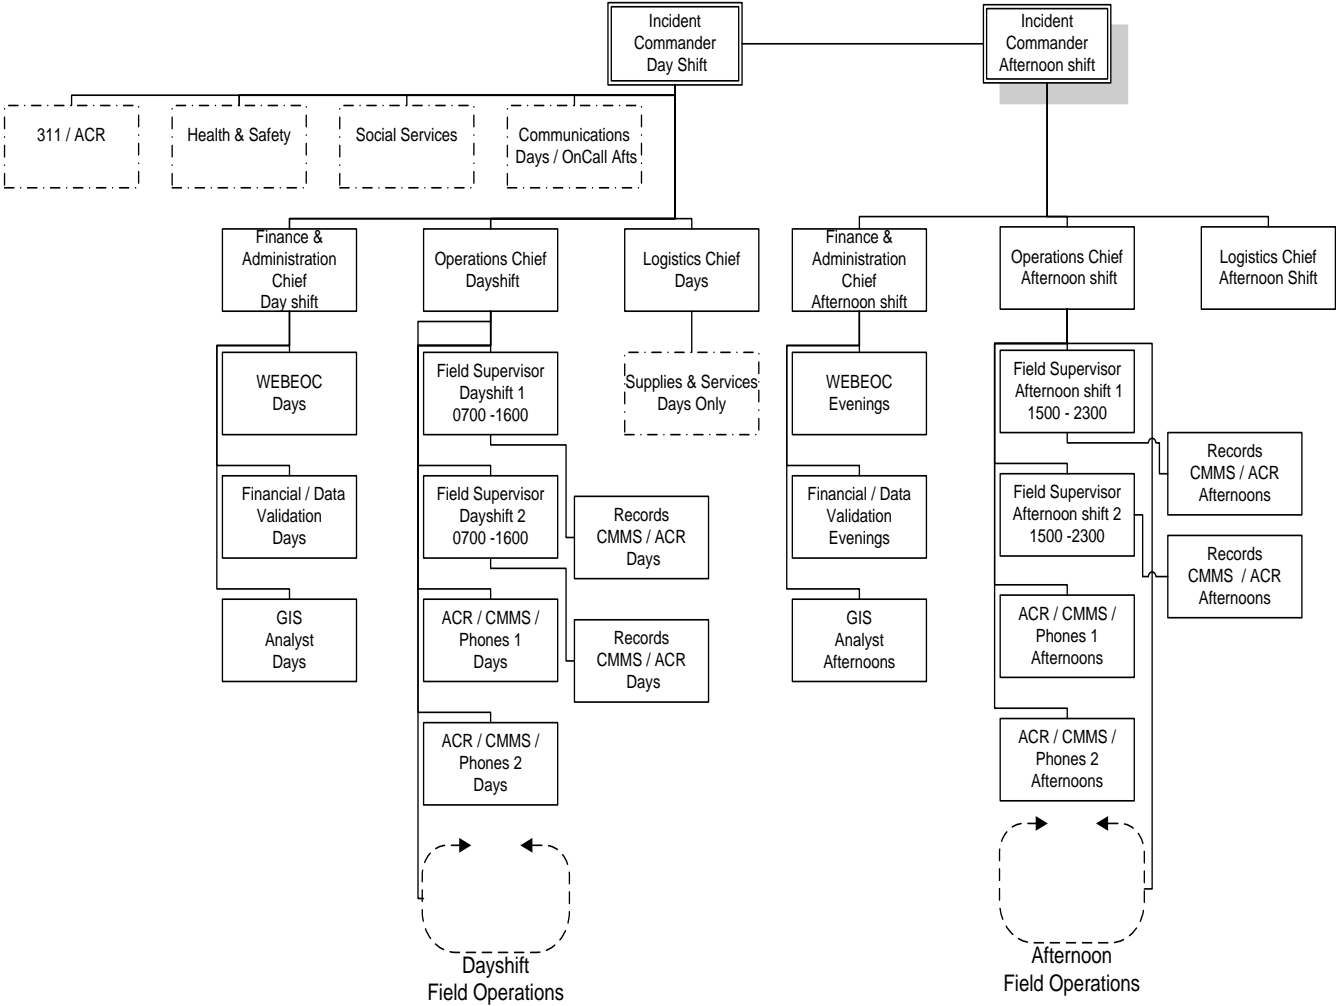 Incident
Commander
Day Shift
Incident
Commander
Afternoon shift
311 / ACR
Health & Safety
Social Services
Communications
Days / OnCall Afts
Finance &
Administration
Chief
Day shift
Operations Chief
Dayshift
Logistics Chief
Days
Finance &
Administration
Chief
Afternoon shift
Operations Chief
Afternoon shift
Logistics Chief
Afternoon Shift
WEBEOC
Days
Field Supervisor
Dayshift 1
0700 -1600
Supplies & Services
Days Only
WEBEOC
Evenings
Field Supervisor
Afternoon shift 1
1500 - 2300
Records
CMMS / ACR
Afternoons
Financial / Data
Validation
Days
Field Supervisor
Dayshift 2
0700 -1600
Records
CMMS / ACR
Days
Financial / Data
Validation
Evenings
Field Supervisor
Afternoon shift 2
1500 -2300
Records
CMMS  / ACR
Afternoons
GIS
Analyst
Days
ACR / CMMS /
Phones 1
Days
Records
CMMS / ACR
Days
GIS
Analyst
Afternoons
ACR / CMMS /
Phones 1
Afternoons
ACR / CMMS /
Phones 2
Days
ACR / CMMS /
Phones 2
Afternoons
Dayshift
Field Operations
Afternoon
Field Operations